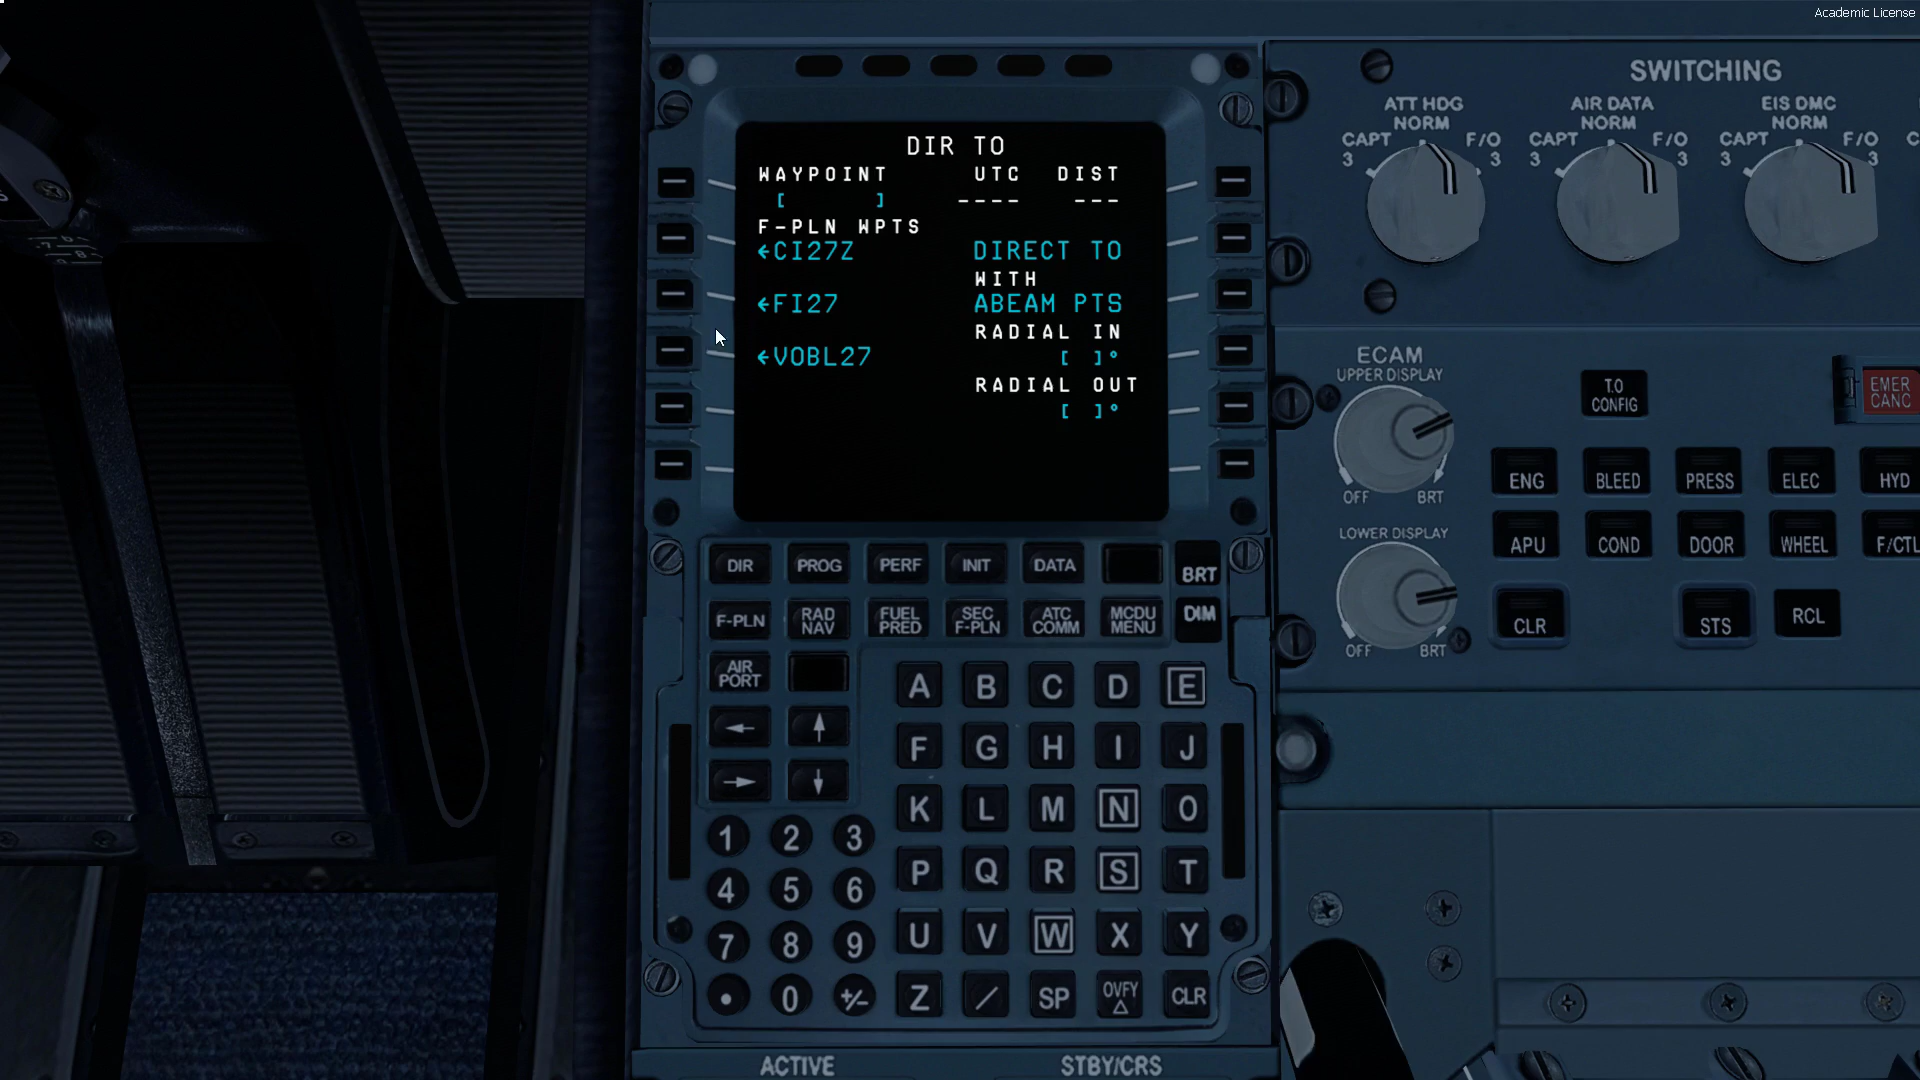 Academic License
SWITCHING
ATT HDG
NORM
CAPT
3
F/O
3
AIR DATA
NORM
CAPT
3
F/O
3
EIS DMC
NORM
CAPT
3
F/O
3
DIR TO
WAYPOINT UTC DIST
[ ] ---- ---
F-PLN WPTS
←CI27Z DIRECT TO
WITH
←FI27 ABEAM PTS
RADIAL IN
←VOBL27 [ ]°
RADIAL OUT
[ ]°
ECAM
UPPER DISPLAY
OFF BRT
LOWER DISPLAY
OFF BRT
T.O
CONFIG
EMER
CANC
ENG BLEED PRESS ELEC HYD
APU COND DOOR WHEEL F/CTL
CLR STS RCL
DIR PROG PERF INIT DATA BRT
F-PLN RAD NAV FUEL PRED SEC F-PLN ATC COMM MCDU MENU DIM
AIR PORT
← ↑
→ ↓
A B C D E
F G H I J
K L M N O
P Q R S T
U V W X Y
Z / SP OVFY △ CLR
1 2 3
4 5 6
7 8 9
. 0 +/-
ACTIVE STBY/CRS